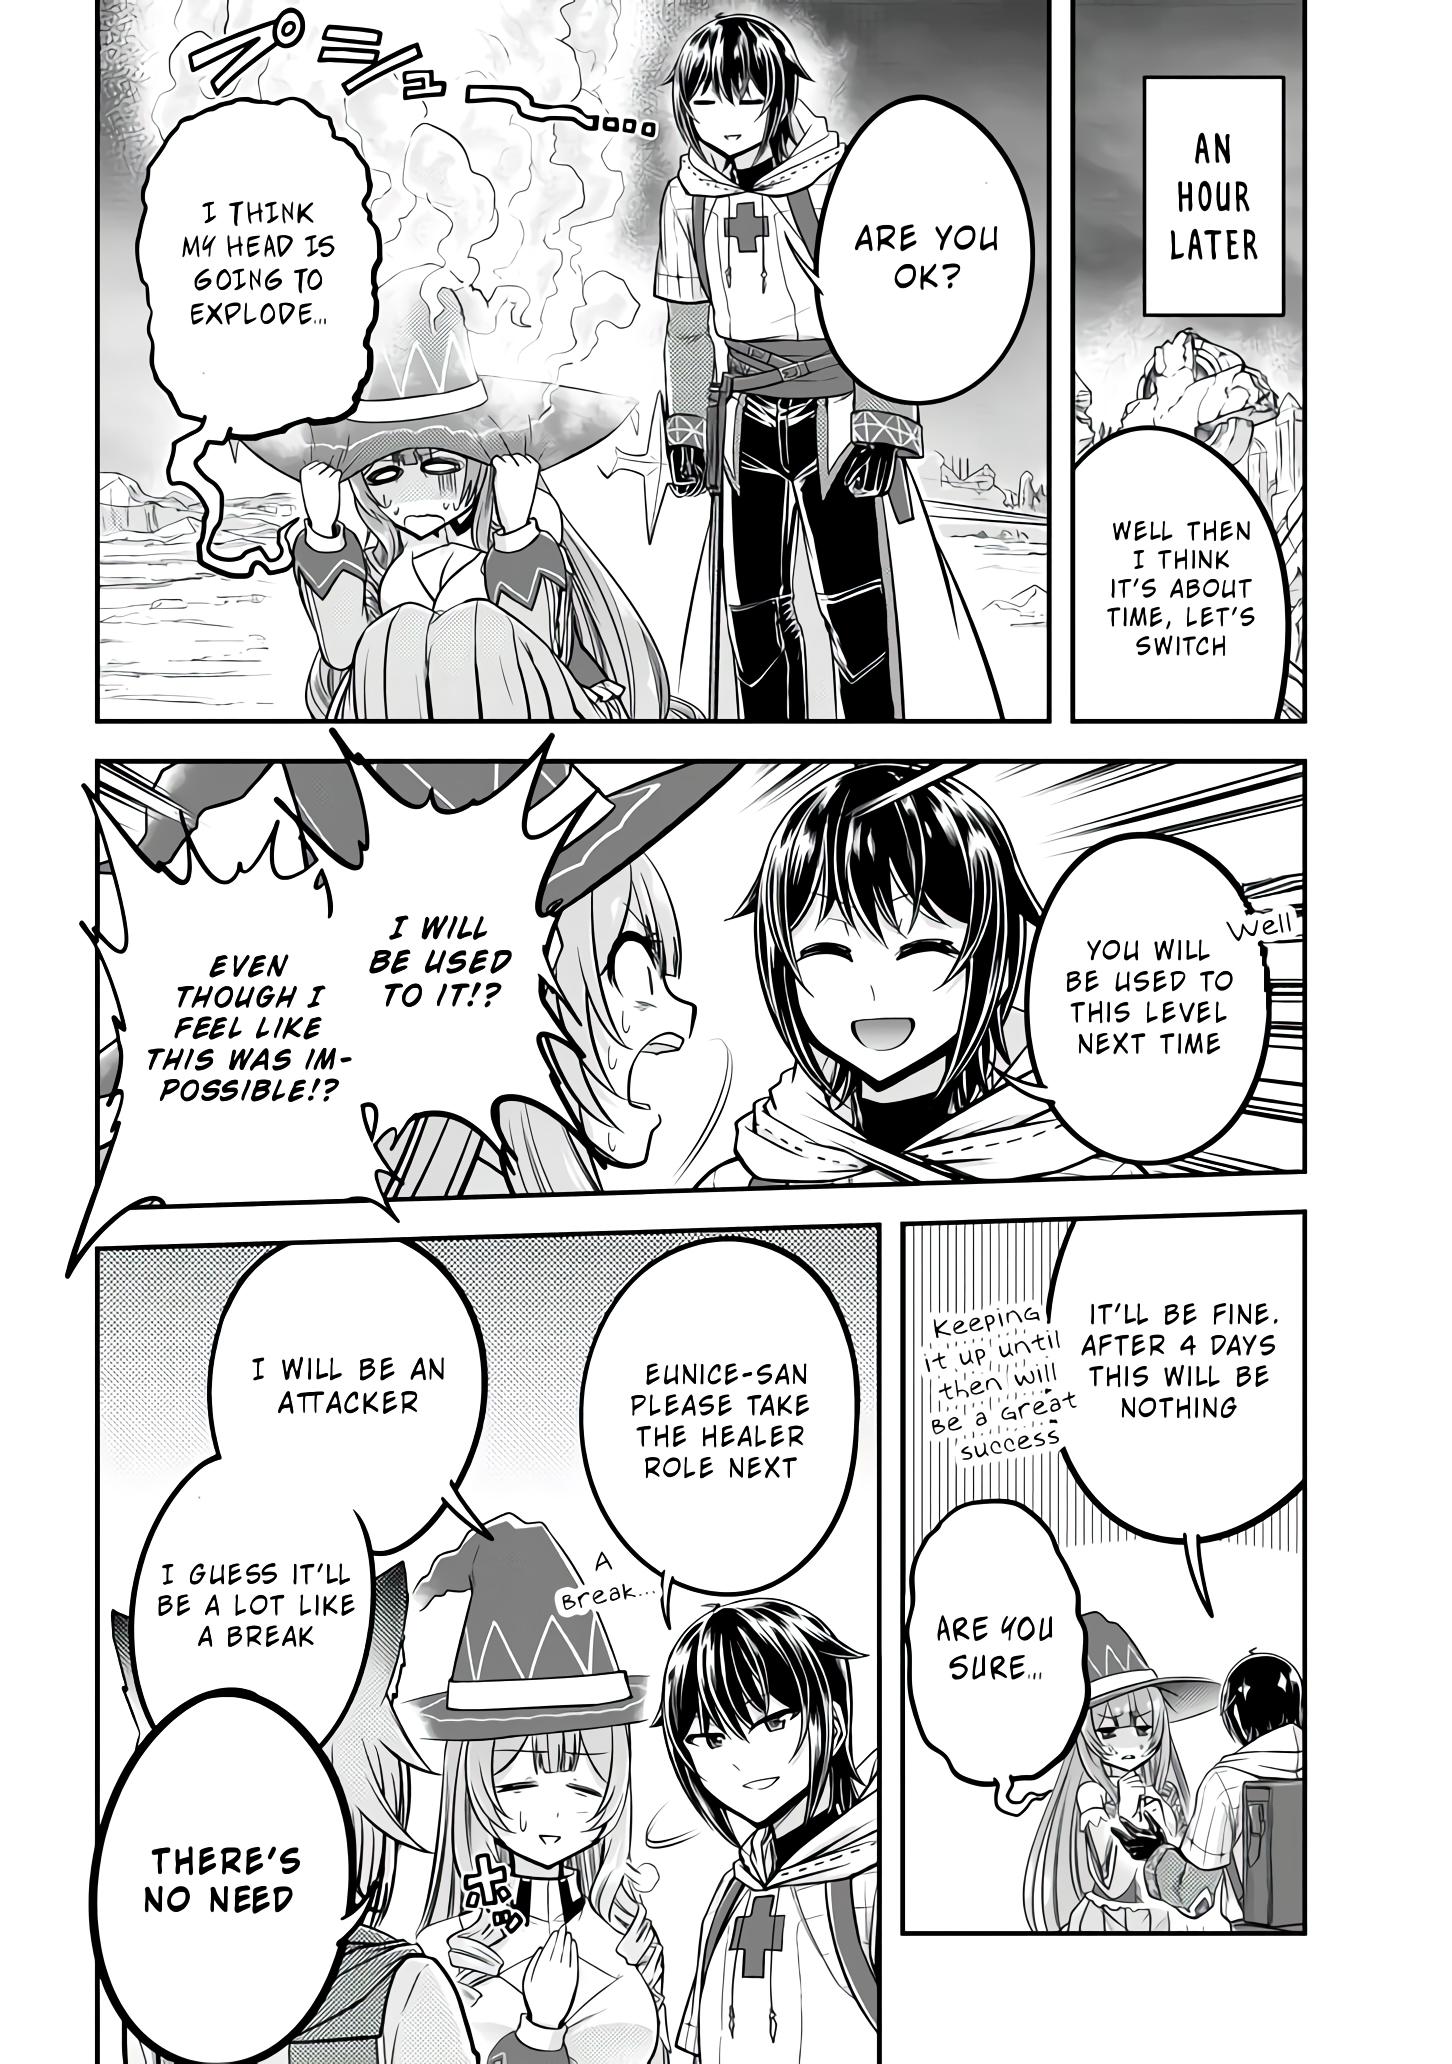 AN
HOUR
LATER
WELL THEN
I THINK
IT'S ABOUT
TIME, LET'S
SWITCH
ARE YOU
OK?
プシュー....
I THINK
MY HEAD IS
GOING TO
EXPLODE...
Well
YOU WILL
BE USED TO
THIS LEVEL
NEXT TIME
I WILL
BE USED
TO IT!?
EVEN
THOUGH I
FEEL LIKE
THIS WAS IM-
POSSIBLE!?
IT'LL BE FINE.
AFTER 4 DAYS
THIS WILL BE
NOTHING
Keeping
it up until
then will
Be a Great
success
ARE YOU
SURE...
EUNICE-SAN
PLEASE TAKE
THE HEALER
ROLE NEXT
I WILL BE AN
ATTACKER
A
Break...
I GUESS IT'LL
BE A LOT LIKE
A BREAK
ホッ
THERE'S
NO NEED